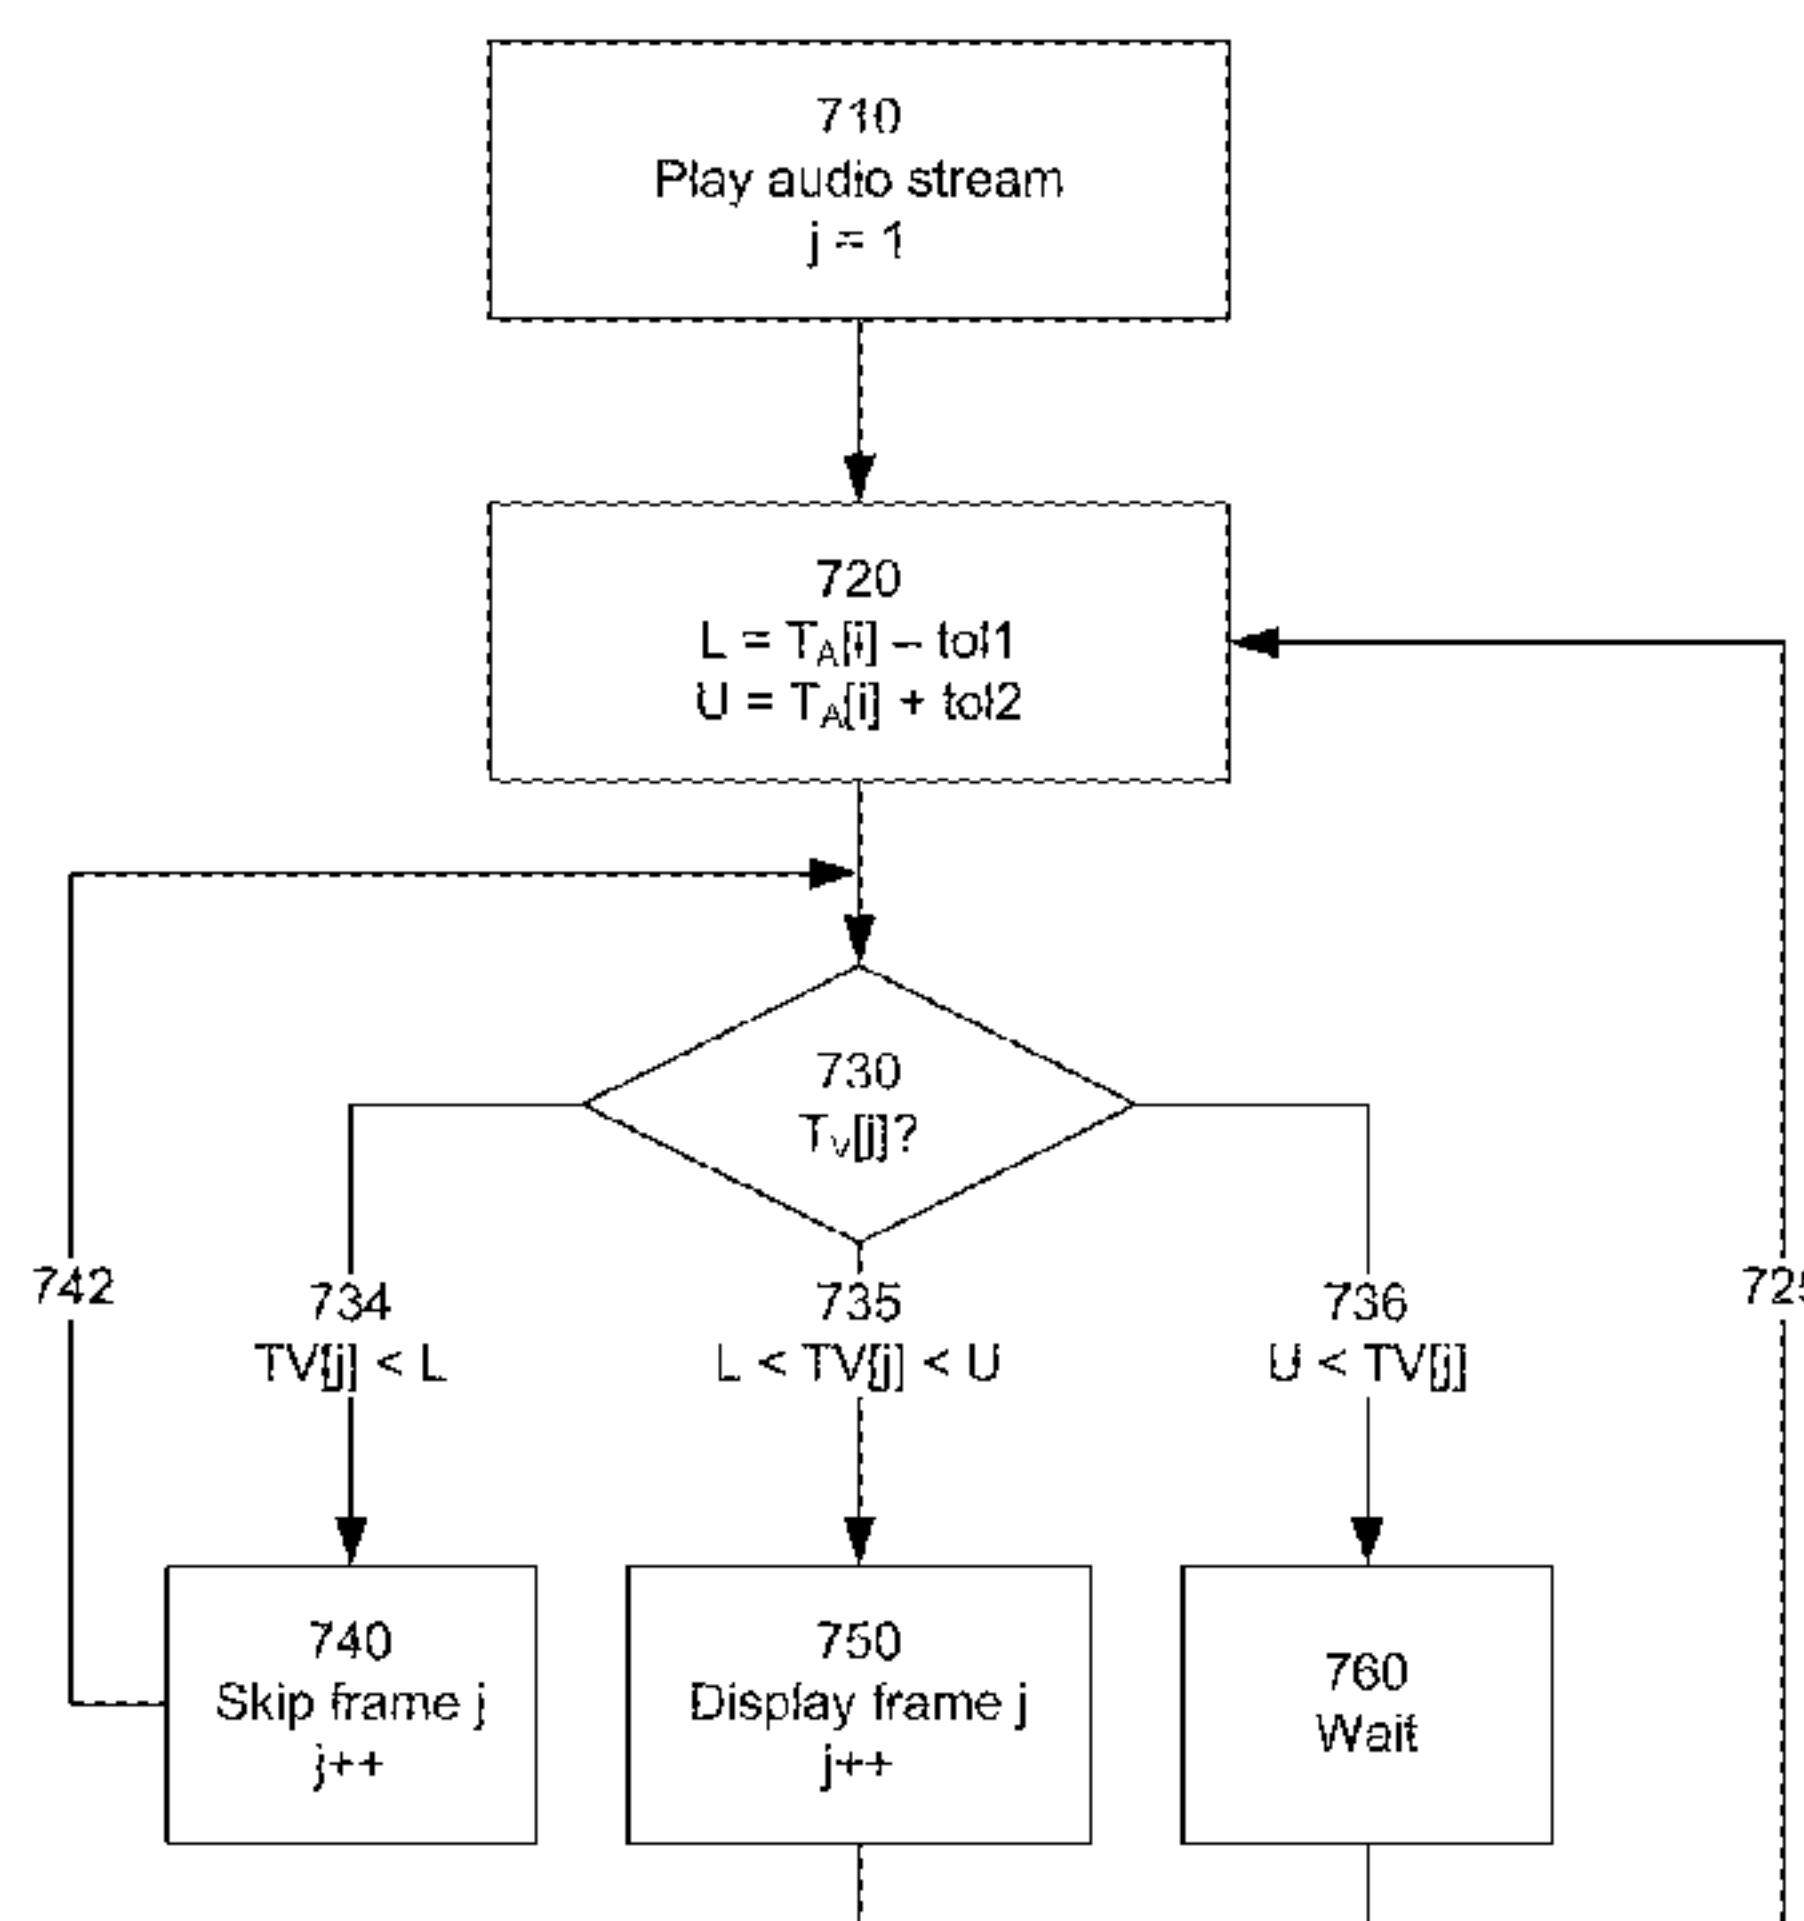 710
Play audio stream
j = 1
720
L = TA[i] – tol1
U = TA[i] + tol2
730
TV[j]?
742
734
TV[j] < L
735
L < TV[j] < U
736
U < TV[j]
740
Skip frame j
j++
750
Display frame j
j++
760
Wait